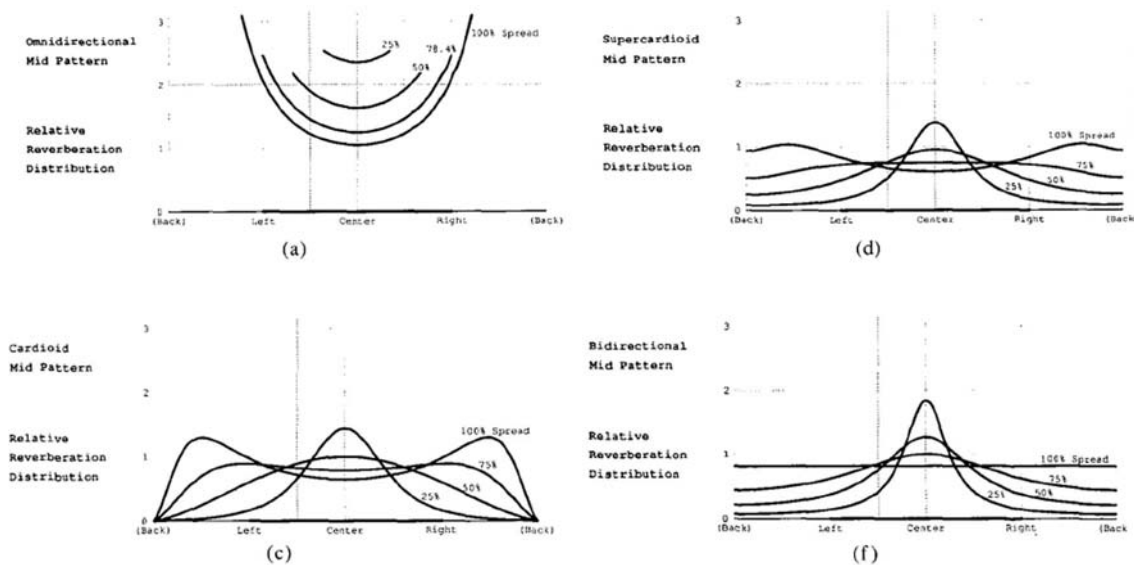 Omnidirectional
Mid Pattern
Relative
Reverberation
Distribution
3
2
1
0
25%
50%
78.4%
100% Spread
(Back) Left Center Right (Back)
(a)
Supercardioid
Mid Pattern
Relative
Reverberation
Distribution
3
2
1
0
100% Spread
75%
50%
25%
(Back) Left Center Right (Back)
(d)
Cardioid
Mid Pattern
Relative
Reverberation
Distribution
3
2
1
0
100% Spread
75%
50%
25%
(Back) Left Center Right (Back)
(c)
Bidirectional
Mid Pattern
Relative
Reverberation
Distribution
3
2
1
0
100% Spread
75%
50%
25%
(Back) Left Center Right (Back)
(f)